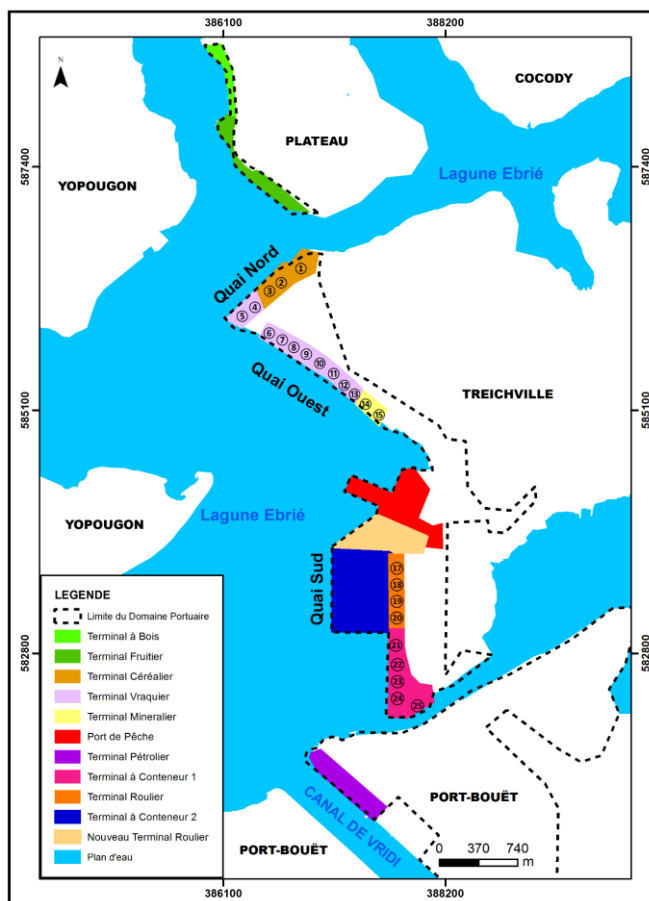 386100
388200
N
COCODY
PLATEAU
587400
587400
Lagune Ebrié
YOPOUGON
Quai Nord
①
②
③
④
⑤
⑥
⑦
⑧
⑨
⑩
⑪
⑫
⑬
⑭
⑮
Quai Ouest
585100
585100
TREICHVILLE
YOPOUGON
Lagune Ebrié
Quai Sud
⑰
⑱
⑲
⑳
㉑
㉒
㉓
㉔
㉕
582800
582800
LEGENDE
Limite du Domaine Portuaire
Terminal à Bois
Terminal Fruitier
Terminal Céréalier
Terminal Vraquier
Terminal Mineralier
Port de Pêche
Terminal Pétrolier
Terminal à Conteneur 1
Terminal Roulier
Terminal à Conteneur 2
Nouveau Terminal Roulier
Plan d'eau
CANAL DE VRIDI
PORT-BOUËT
PORT-BOUËT
0 370 740
m
386100
388200